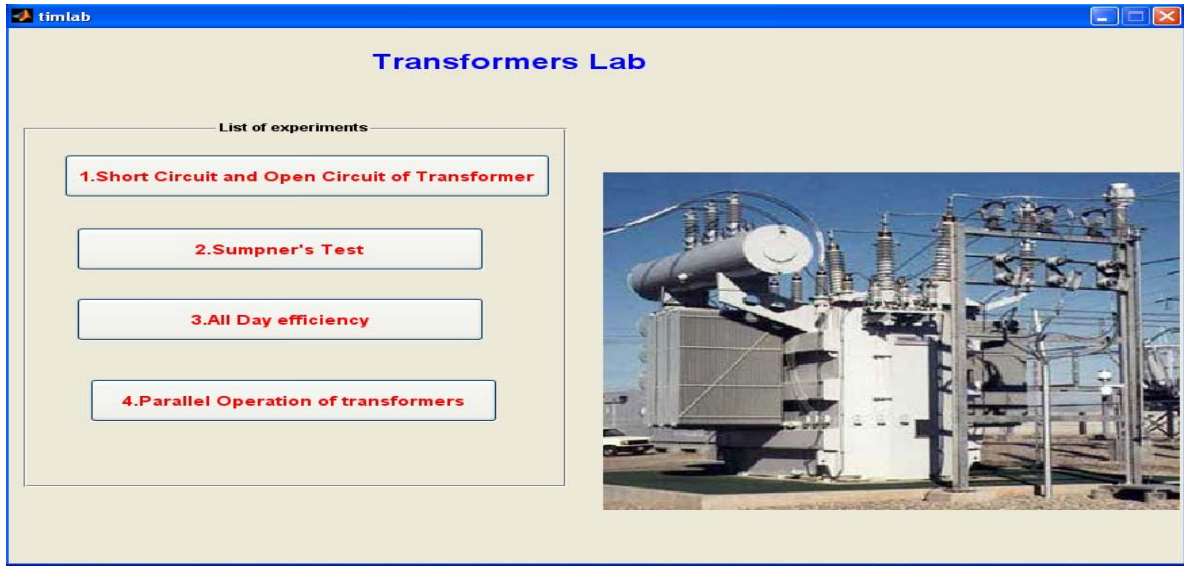 timlab
Transformers Lab
List of experiments
1.Short Circuit and Open Circuit of Transformer
2.Sumpner's Test
3.All Day efficiency
4.Parallel Operation of transformers